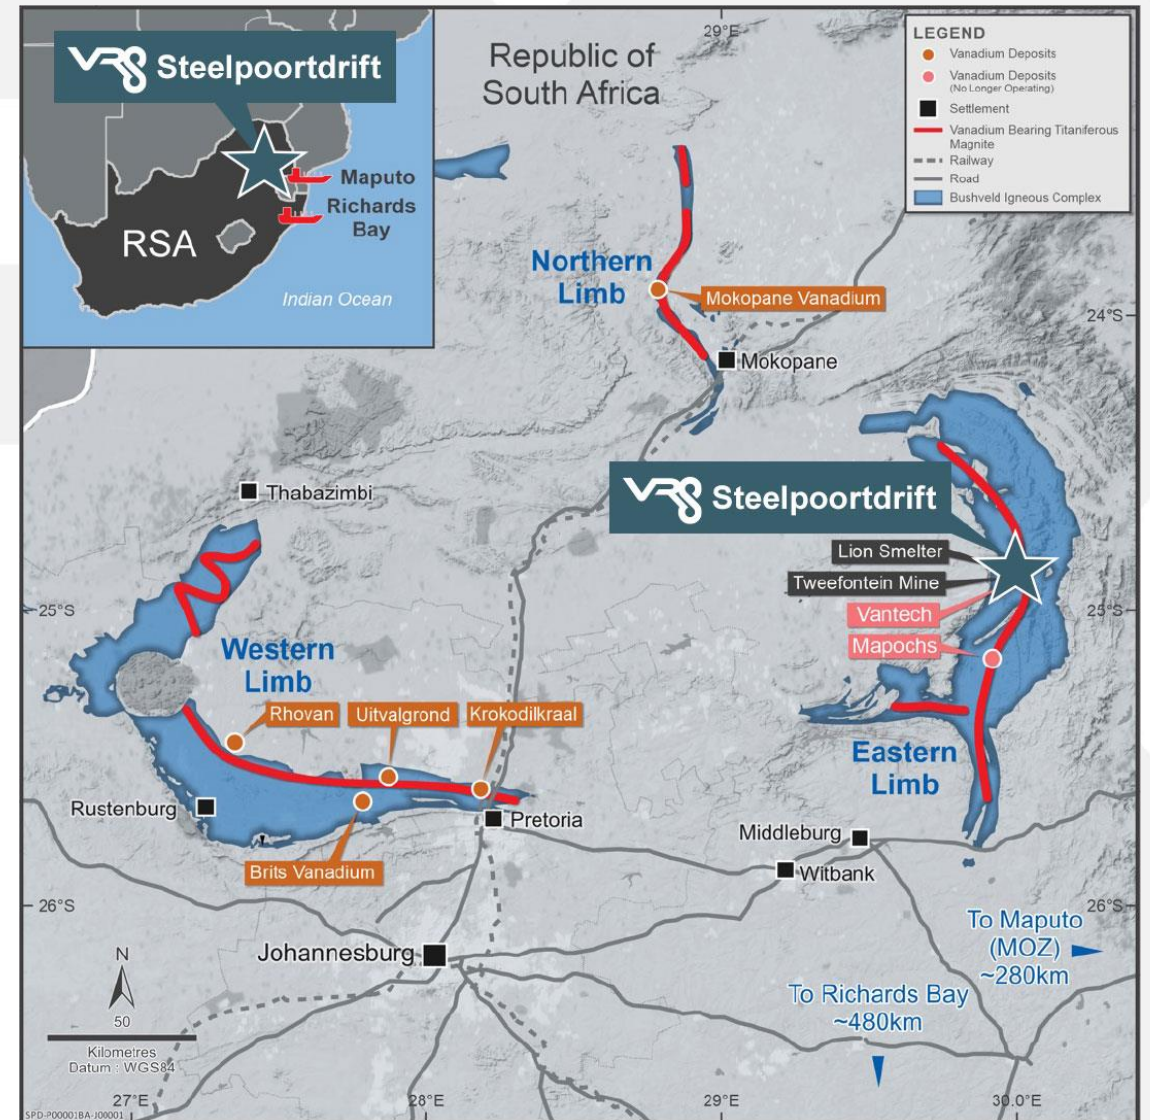 VR8 Steelpoortdrift
Maputo
Richards
Bay
RSA
Indian Ocean
Republic of
South Africa
29°E
LEGEND
Vanadium Deposits
Vanadium Deposits
(No Longer Operating)
Settlement
Vanadium Bearing Titaniferous
Magnite
Railway
Road
Bushveld Igneous Complex
Northern
Limb
Mokopane Vanadium
24°S
Mokopane
VR8 Steelpoortdrift
Thabazimbi
Lion Smelter
Tweefontein Mine
Vantech
Mapochs
25°S
25°S
Western
Limb
Rhovan
Uitvalgrond
Krokodilkraal
Eastern
Limb
Rustenburg
Pretoria
Brits Vanadium
Middleburg
Witbank
26°S
26°S
Johannesburg
To Maputo
(MOZ)
~280km
To Richards Bay
~480km
N
50
Kilometres
Datum : WGS84
27°E
28°E
29°E
30.0°E
SPD-P00001BA-J00001